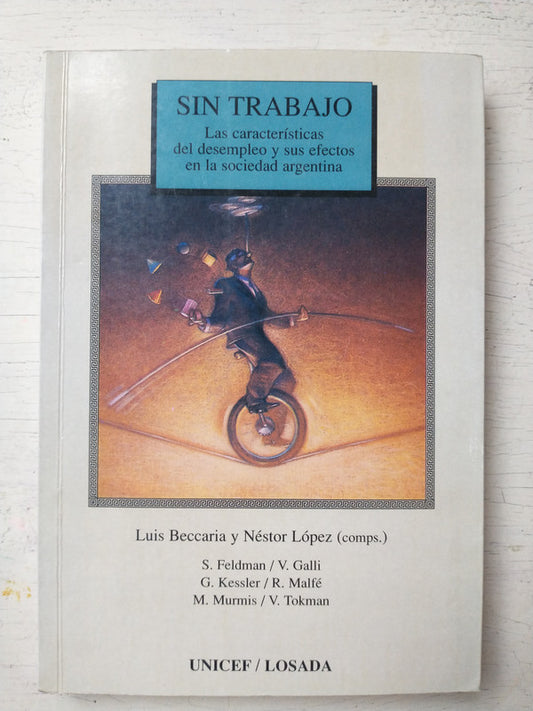 SIN TRABAJO
Las características
del desempleo y sus efectos
en la sociedad argentina
Luis Beccaria y Néstor López (comps.)
S. Feldman / V. Galli
G. Kessler / R. Malfé
M. Murmis / V. Tokman
UNICEF / LOSADA